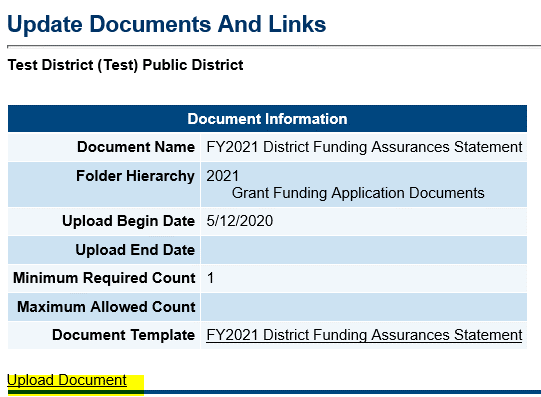 Update Documents And Links
Test District (Test) Public District
Document Information
Document Name FY2021 District Funding Assurances Statement
Folder Hierarchy 2021
Grant Funding Application Documents
Upload Begin Date 5/12/2020
Upload End Date
Minimum Required Count 1
Maximum Allowed Count
Document Template FY2021 District Funding Assurances Statement
Upload Document